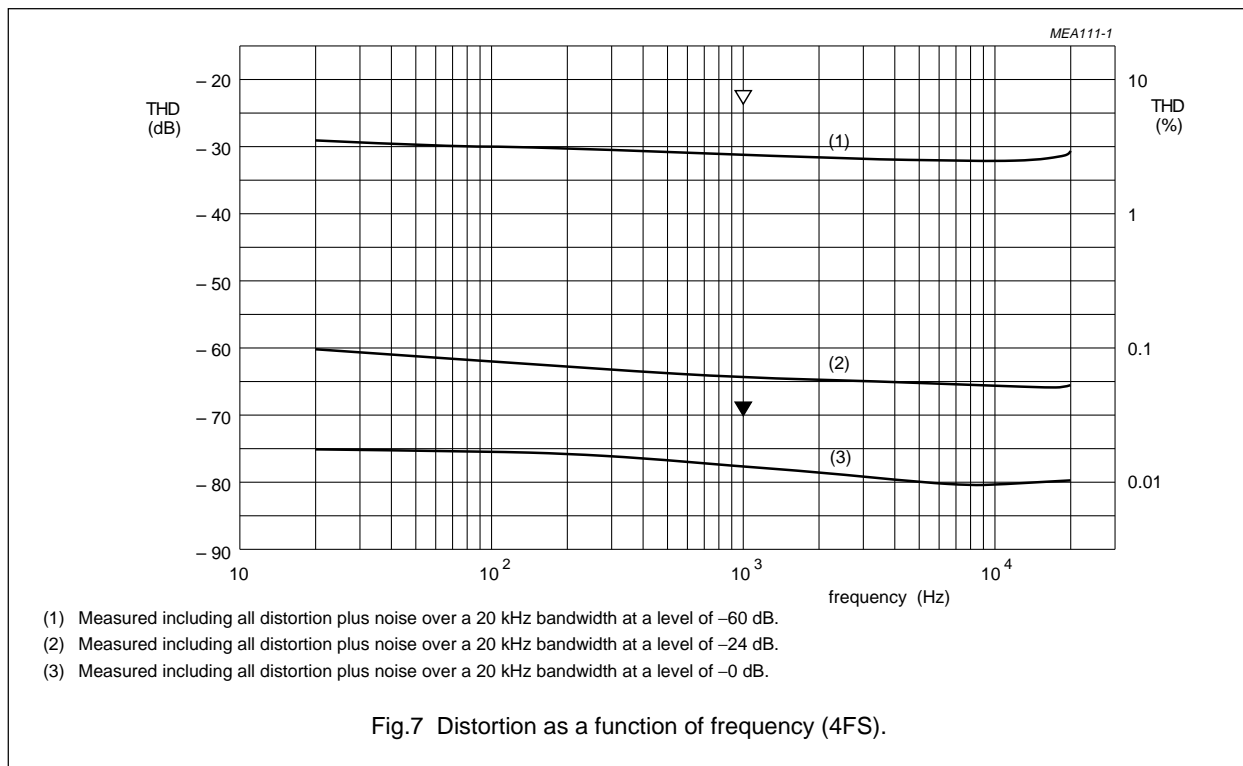 MEA111-1
– 20
– 30
– 40
– 50
– 60
– 70
– 80
– 90
THD
(dB)
10
1
0.1
0.01
THD
(%)
(1)
(2)
(3)
10
10²
10³
10⁴
frequency (Hz)
(1) Measured including all distortion plus noise over a 20 kHz bandwidth at a level of –60 dB.
(2) Measured including all distortion plus noise over a 20 kHz bandwidth at a level of –24 dB.
(3) Measured including all distortion plus noise over a 20 kHz bandwidth at a level of –0 dB.
Fig.7 Distortion as a function of frequency (4FS).